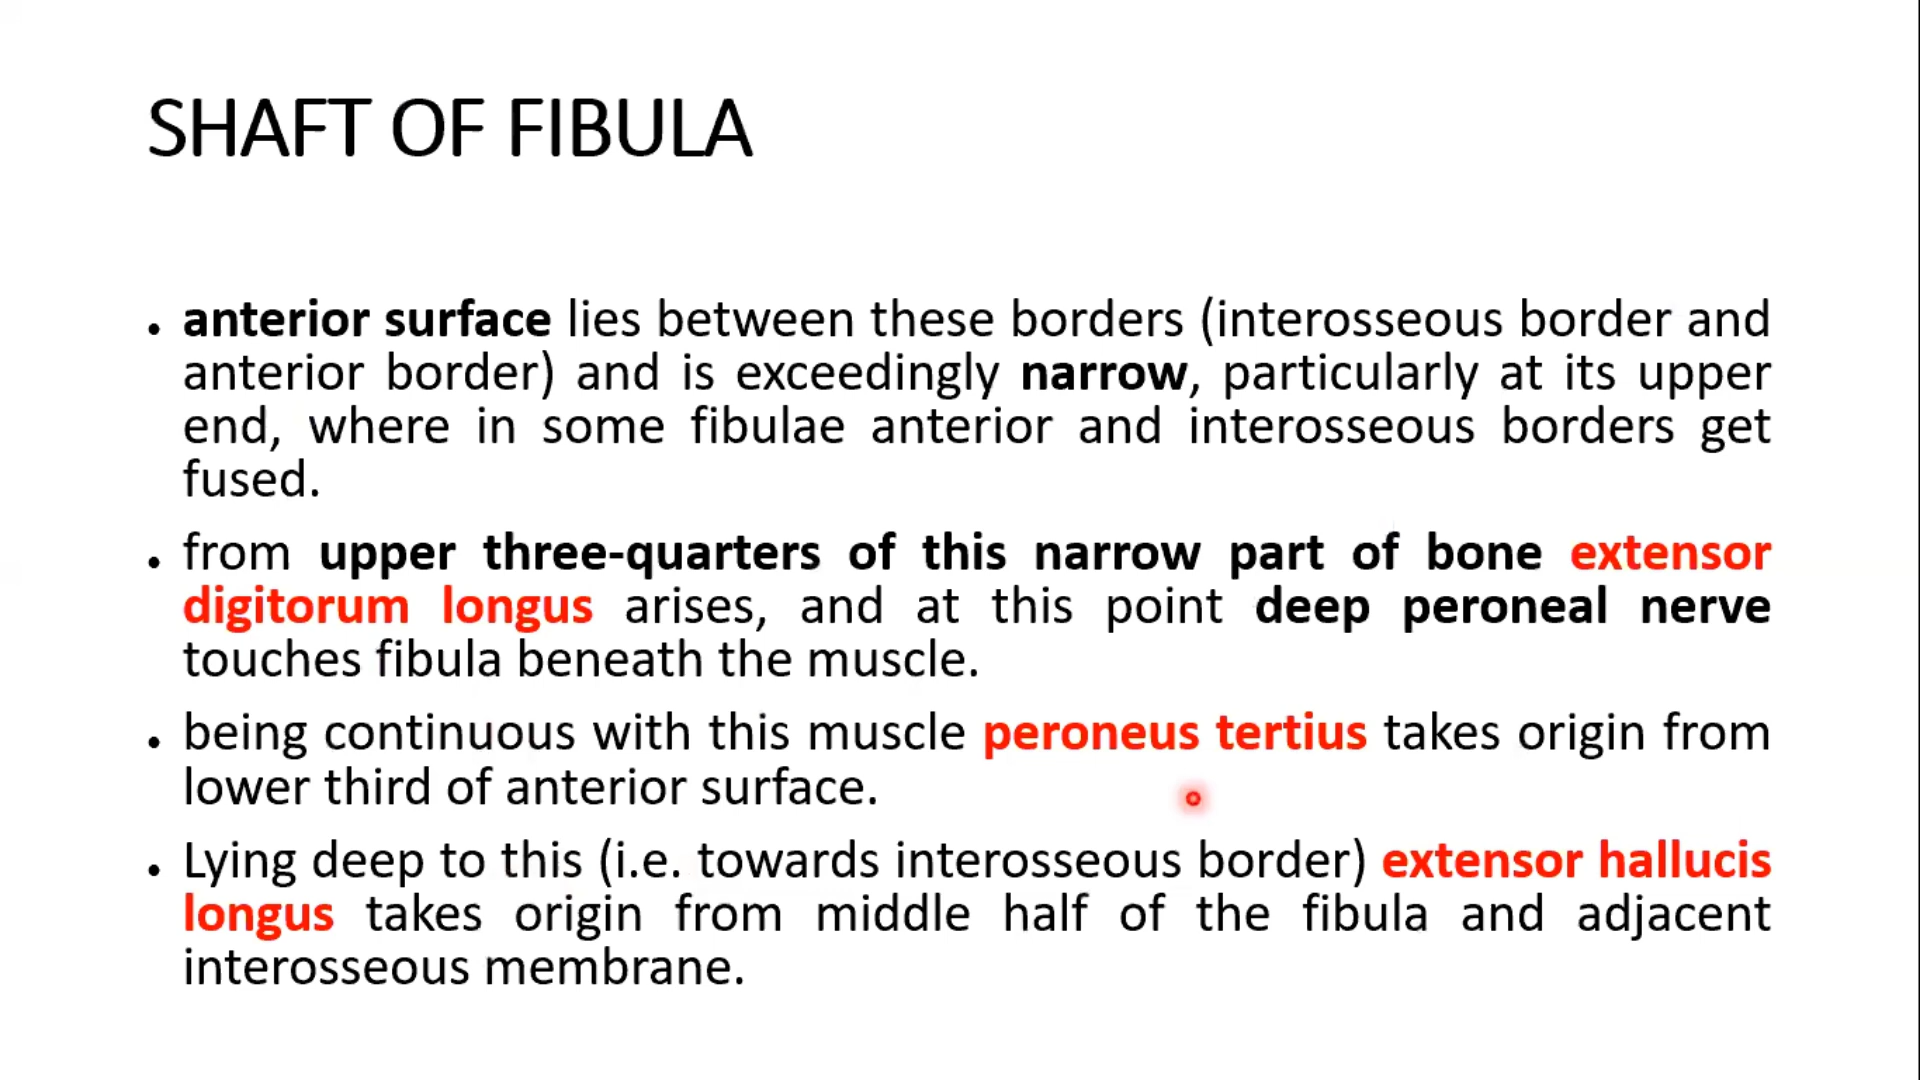 SHAFT OF FIBULA
• anterior surface lies between these borders (interosseous border and
anterior border) and is exceedingly narrow, particularly at its upper
end, where in some fibulae anterior and interosseous borders get
fused.
• from upper three-quarters of this narrow part of bone extensor
digitorum longus arises, and at this point deep peroneal nerve
touches fibula beneath the muscle.
• being continuous with this muscle peroneus tertius takes origin from
lower third of anterior surface.
• Lying deep to this (i.e. towards interosseous border) extensor hallucis
longus takes origin from middle half of the fibula and adjacent
interosseous membrane.